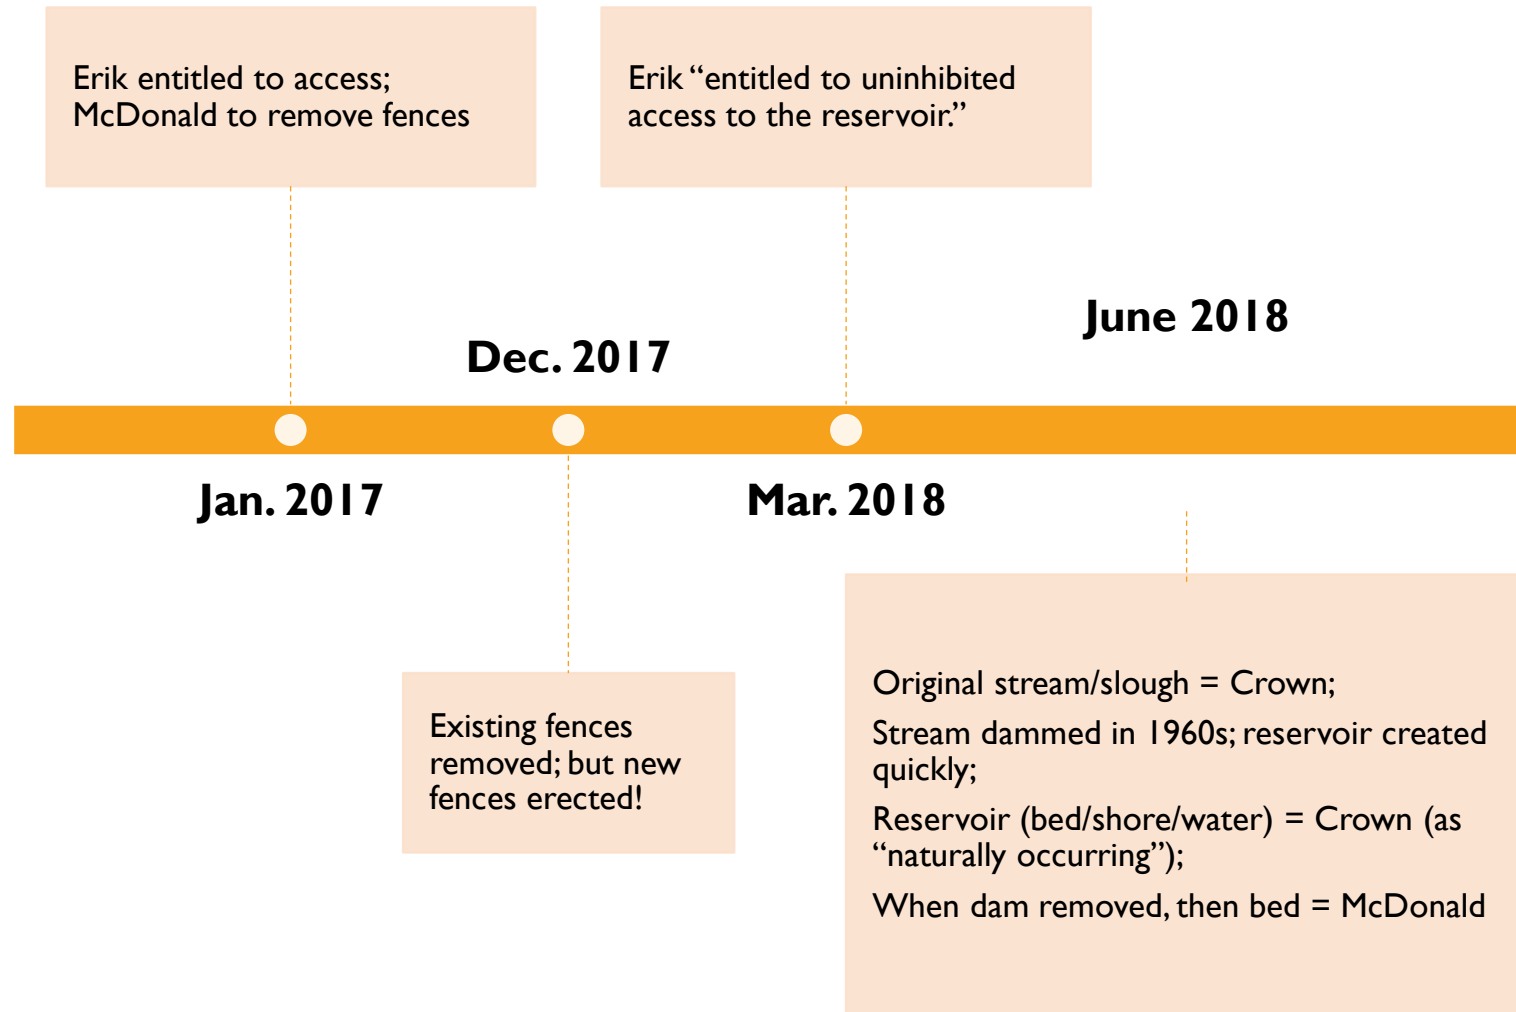 Erik entitled to access;
McDonald to remove fences
Erik “entitled to uninhibited
access to the reservoir.”
June 2018
Dec. 2017
Jan. 2017
Mar. 2018
Existing fences
removed; but new
fences erected!
Original stream/slough = Crown;
Stream dammed in 1960s; reservoir created
quickly;
Reservoir (bed/shore/water) = Crown (as
“naturally occurring”);
When dam removed, then bed = McDonald